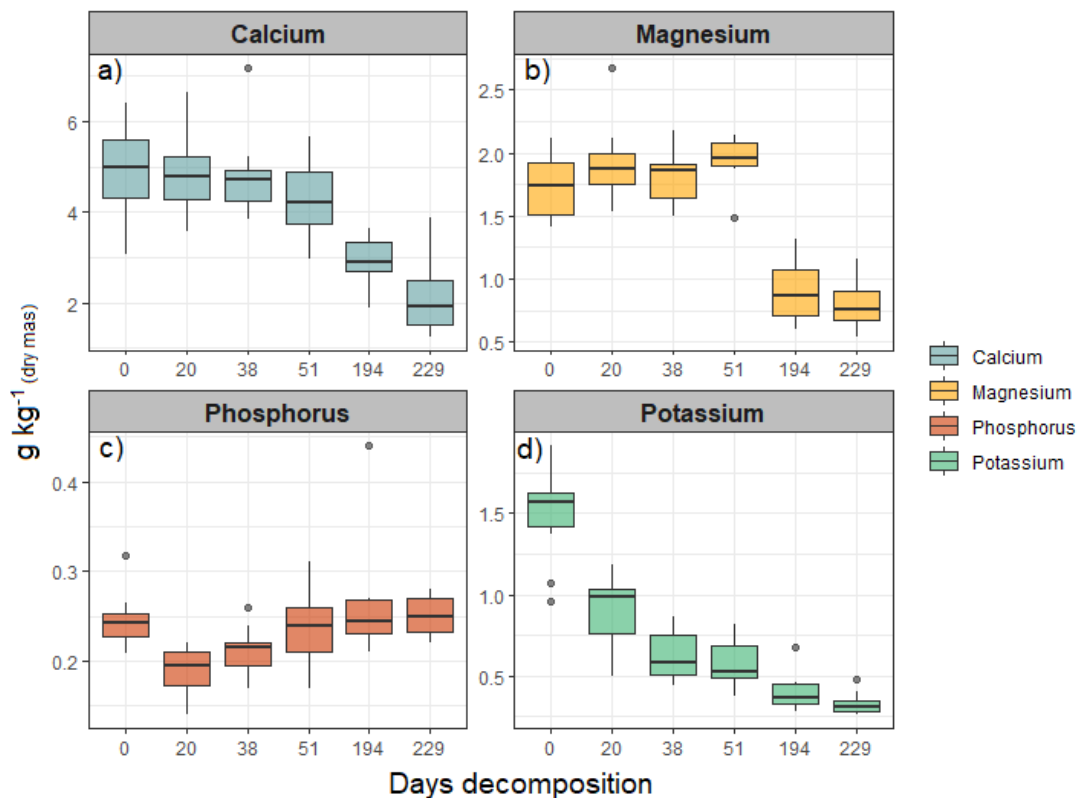 Calcium
Magnesium
a)
b)
6
4
2
2.5
2.0
1.5
1.0
0.5
0 20 38 51 194 229
0 20 38 51 194 229
Phosphorus
Potassium
c)
d)
0.4
0.3
0.2
1.5
1.0
0.5
0 20 38 51 194 229
0 20 38 51 194 229
g kg⁻¹ (dry mas)
Days decomposition
Calcium
Magnesium
Phosphorus
Potassium